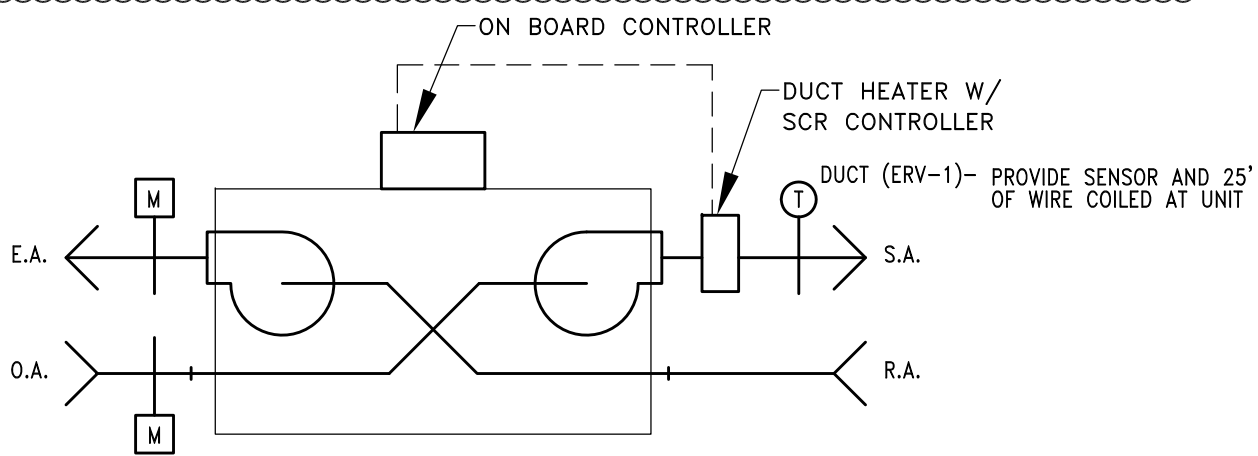 ON BOARD CONTROLLER
DUCT HEATER W/
SCR CONTROLLER
DUCT (ERV-1)- PROVIDE SENSOR AND 25'
OF WIRE COILED AT UNIT
M
T
E.A.
S.A.
O.A.
R.A.
M